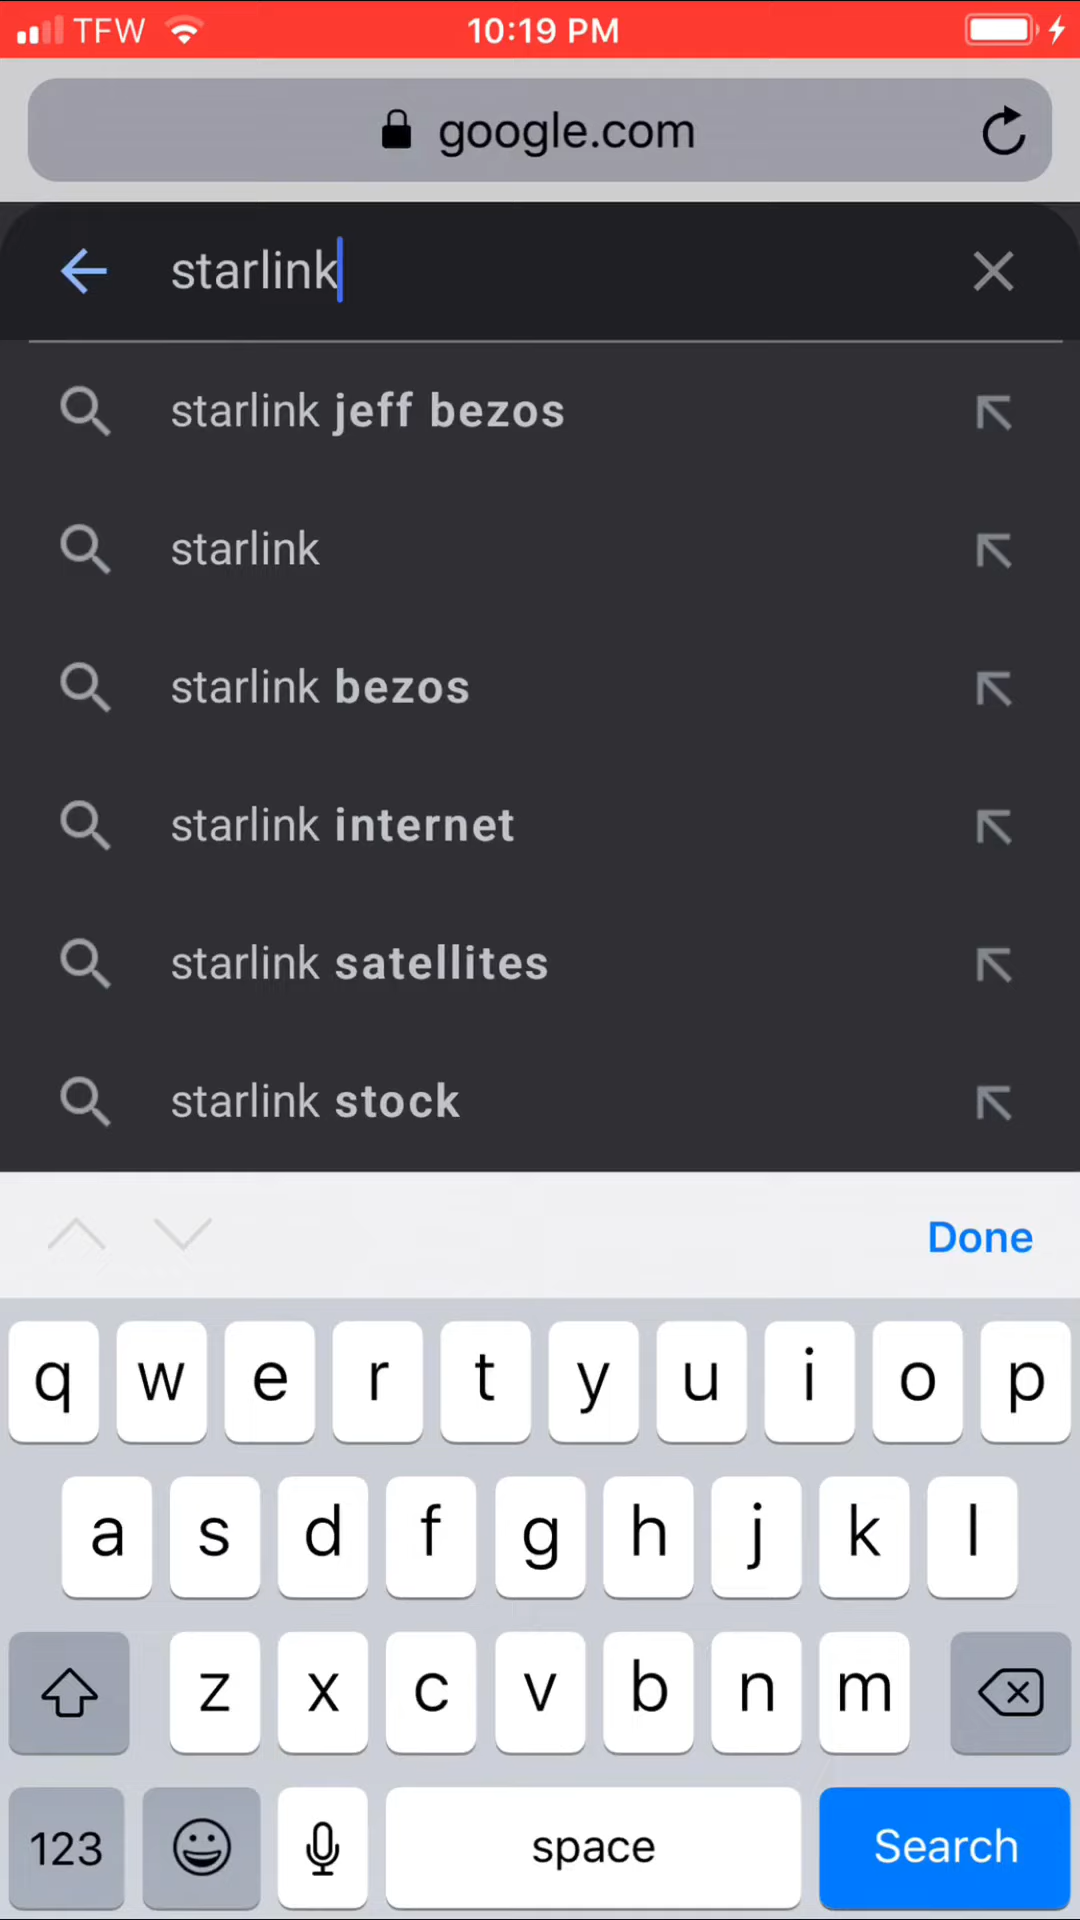 TFW 10:19 PM
google.com
starlink
starlink jeff bezos
starlink
starlink bezos
starlink internet
starlink satellites
starlink stock
Done
q w e r t y u i o p
a s d f g h j k l
z x c v b n m
123 space Search